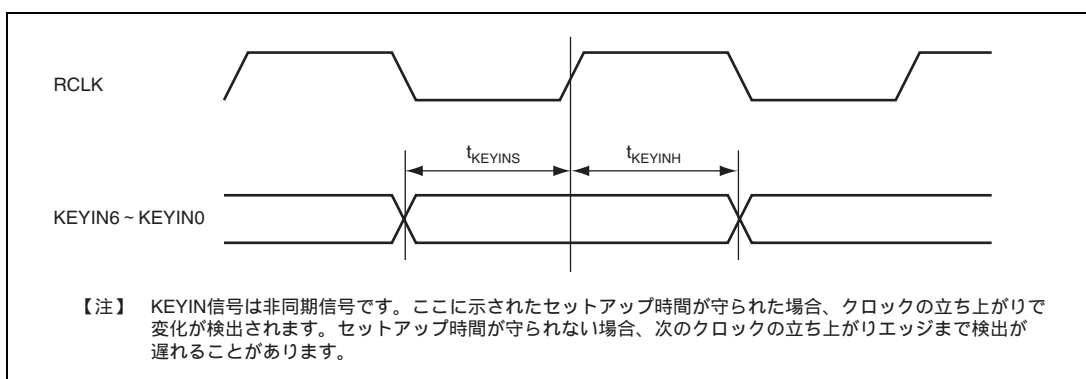 RCLK
tKEYINS
tKEYINH
KEYIN6 ~ KEYIN0
【注】 KEYIN信号は非同期信号です。ここに示されたセットアップ時間が守られた場合、クロックの立ち上がりで
変化が検出されます。セットアップ時間が守られない場合、次のクロックの立ち上がりエッジまで検出が
遅れることがあります。